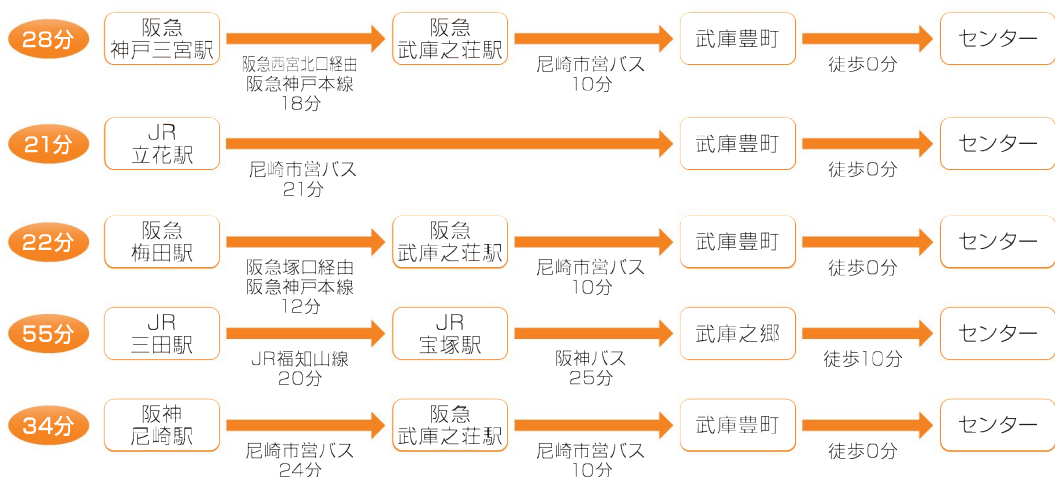 28分
阪急
神戸三宮駅
阪急西宮北口経由
阪急神戸本線
18分
阪急
武庫之荘駅
尼崎市営バス
10分
武庫豊町
徒歩0分
センター
21分
JR
立花駅
尼崎市営バス
21分
武庫豊町
徒歩0分
センター
22分
阪急
梅田駅
阪急塚口経由
阪急神戸本線
12分
阪急
武庫之荘駅
尼崎市営バス
10分
武庫豊町
徒歩0分
センター
55分
JR
三田駅
JR福知山線
20分
JR
宝塚駅
阪神バス
25分
武庫之郷
徒歩10分
センター
34分
阪神
尼崎駅
尼崎市営バス
24分
阪急
武庫之荘駅
尼崎市営バス
10分
武庫豊町
徒歩0分
センター